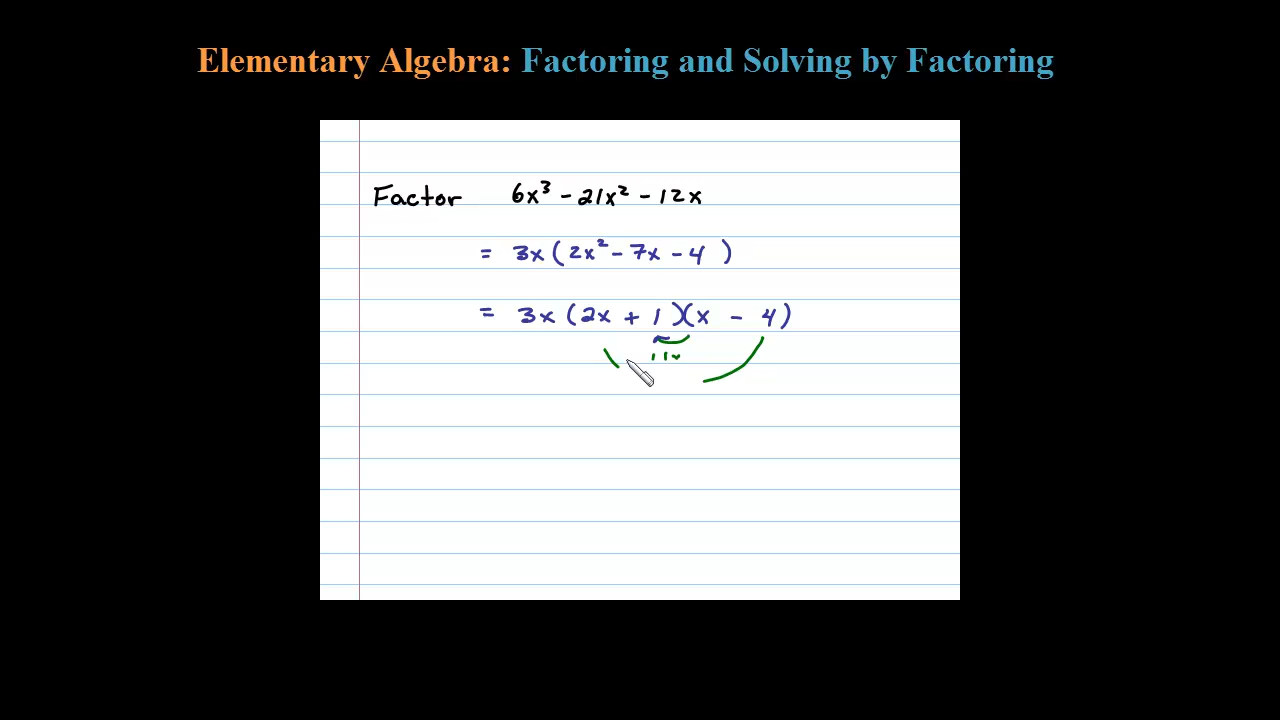 Elementary Algebra: Factoring and Solving by Factoring
Factor 6x³ - 21x² - 12x
= 3x(2x² - 7x - 4)
= 3x(2x + 1)(x - 4)